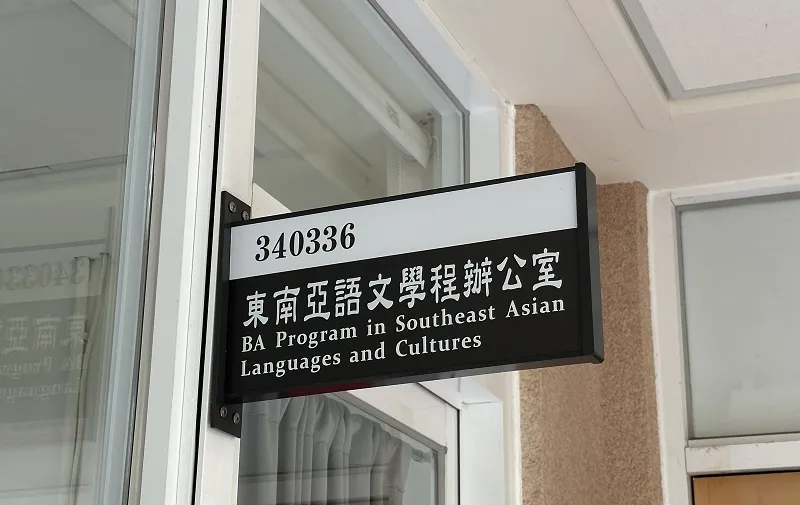 340336
東南亞語文學程辦公室
BA Program in Southeast Asian
Languages and Cultures